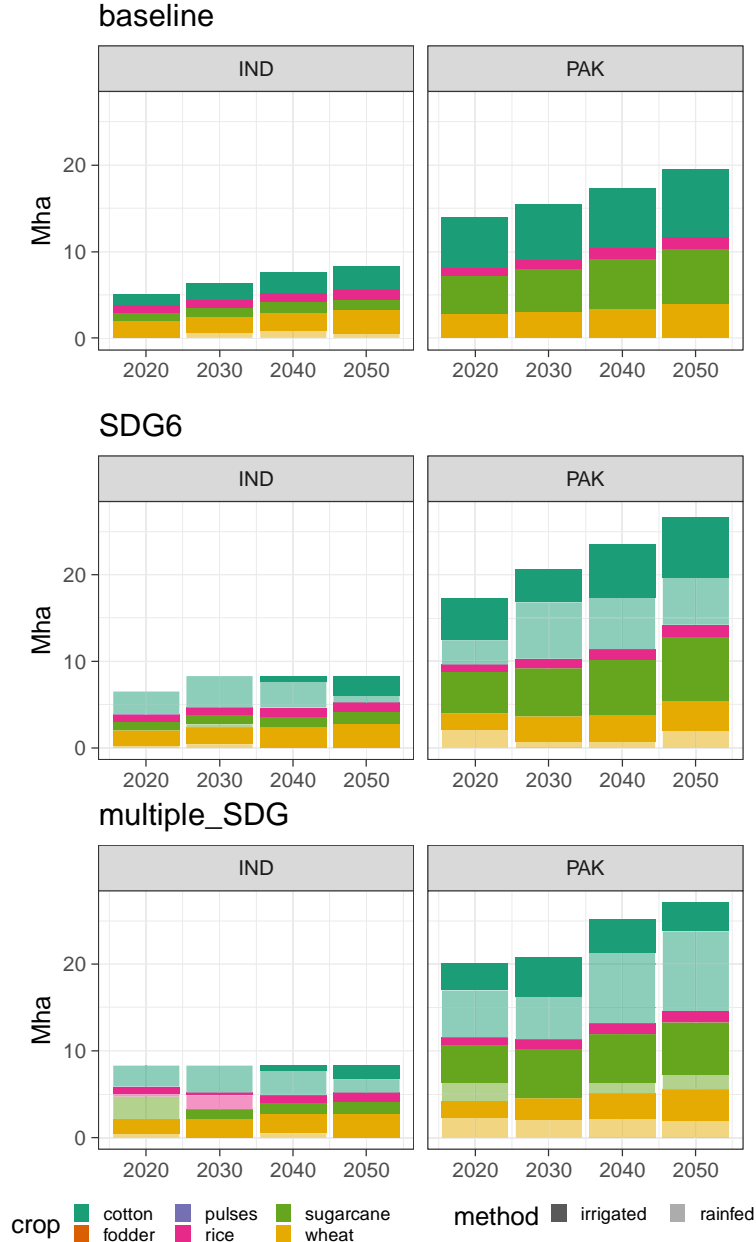 baseline
IND PAK
Mha
20
10
0
2020 2030 2040 2050 2020 2030 2040 2050
SDG6
IND PAK
Mha
20
10
0
2020 2030 2040 2050 2020 2030 2040 2050
multiple_SDG
IND PAK
Mha
20
10
0
2020 2030 2040 2050 2020 2030 2040 2050
crop cotton pulses sugarcane method irrigated rainfed
fodder rice wheat